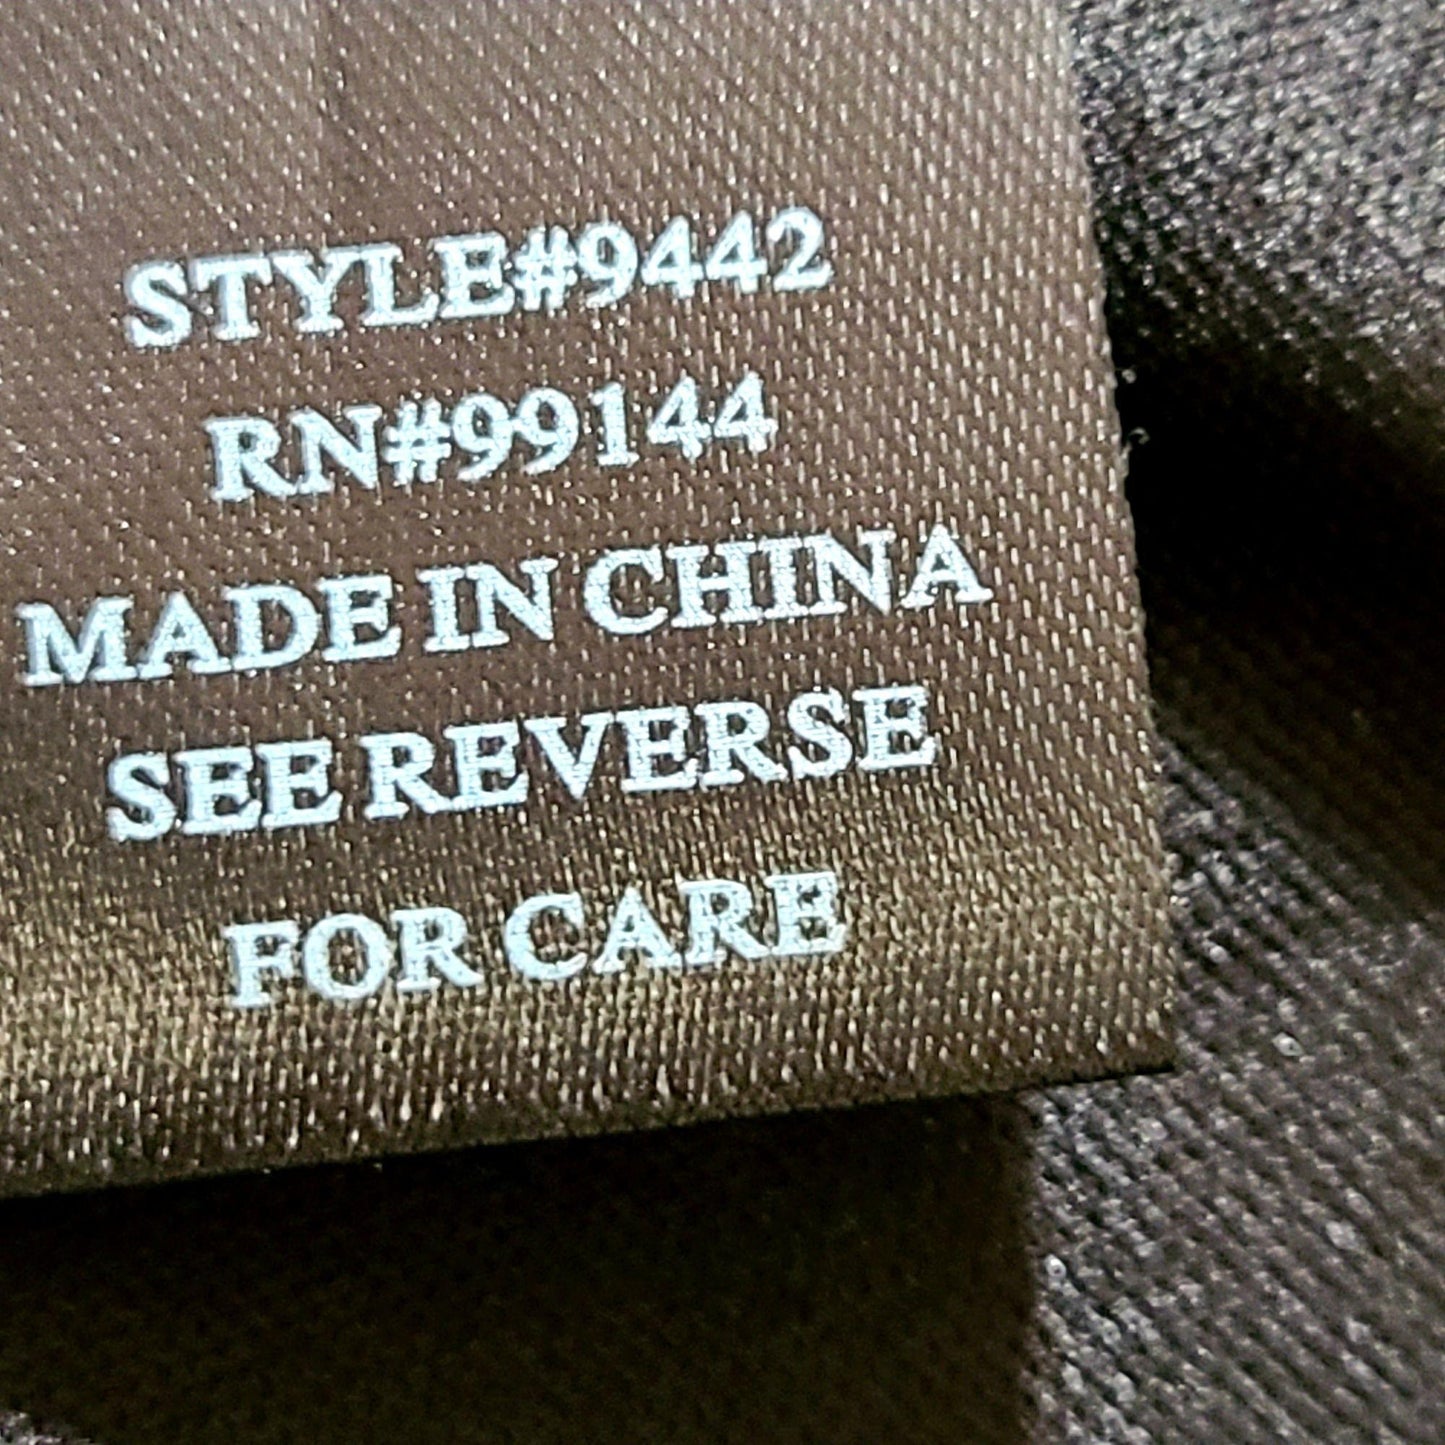 STYLE#9442
RN#99144
MADE IN CHINA
SEE REVERSE
FOR CARE